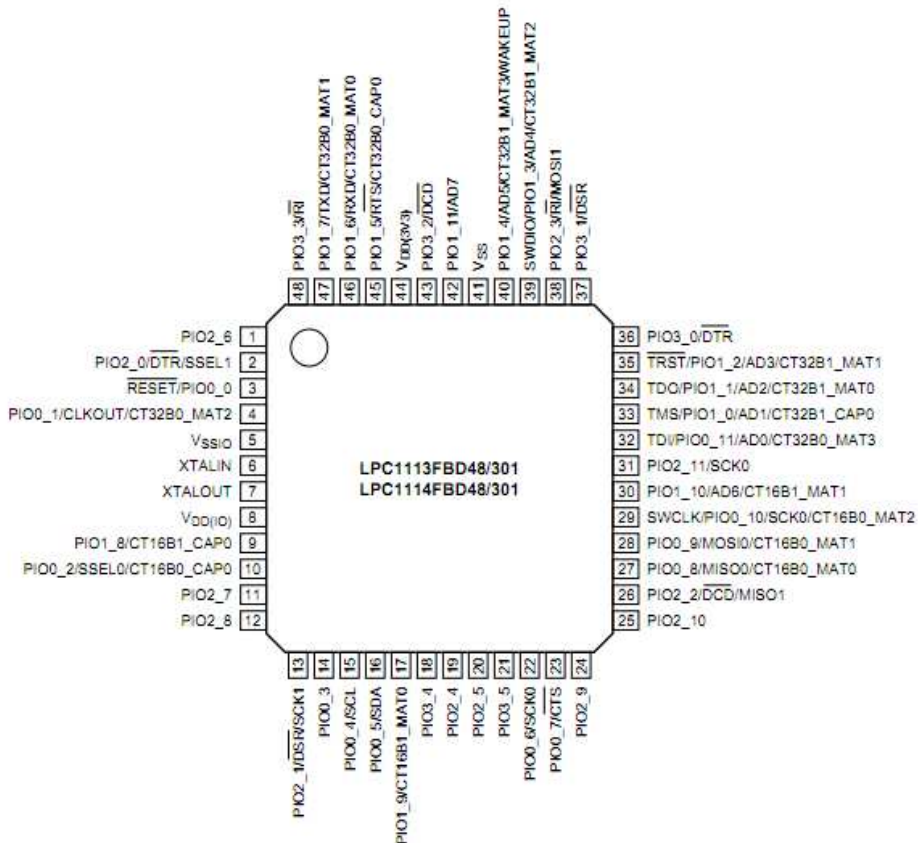 PIO3_3/RI
PIO1_7/TXD/CT32B0_MAT1
PIO1_6/RXD/CT32B0_MAT0
PIO1_5/RTS/CT32B0_CAP0
VDD(3V3)
PIO3_2/DCD
PIO1_11/AD7
VSS
PIO1_4/AD5/CT32B1_MAT3/WAKEUP
SWDIO/PIO1_3/AD4/CT32B1_MAT2
PIO2_3/RI/MOSI1
PIO3_1/DSR
48 47 46 45 44 43 42 41 40 39 38 37
PIO2_6 1
PIO2_0/DTR/SSEL1 2
RESET/PIO0_0 3
PIO0_1/CLKOUT/CT32B0_MAT2 4
VSSIO 5
XTALIN 6
XTALOUT 7
VDD(IO) 8
PIO1_8/CT16B1_CAP0 9
PIO0_2/SSEL0/CT16B0_CAP0 10
PIO2_7 11
PIO2_8 12
LPC1113FBD48/301
LPC1114FBD48/301
36 PIO3_0/DTR
35 TRST/PIO1_2/AD3/CT32B1_MAT1
34 TDO/PIO1_1/AD2/CT32B1_MAT0
33 TMS/PIO1_0/AD1/CT32B1_CAP0
32 TDI/PIO0_11/AD0/CT32B0_MAT3
31 PIO2_11/SCK0
30 PIO1_10/AD6/CT16B1_MAT1
29 SWCLK/PIO0_10/SCK0/CT16B0_MAT2
28 PIO0_9/MOSI0/CT16B0_MAT1
27 PIO0_8/MISO0/CT16B0_MAT0
26 PIO2_2/DCD/MISO1
25 PIO2_10
13 14 15 16 17 18 19 20 21 22 23 24
PIO2_1/DSR/SCK1
PIO0_3
PIO0_4/SCL
PIO0_5/SDA
PIO1_9/CT16B1_MAT0
PIO3_4
PIO2_4
PIO2_5
PIO3_5
PIO0_6/SCK0
PIO0_7/CTS
PIO2_9